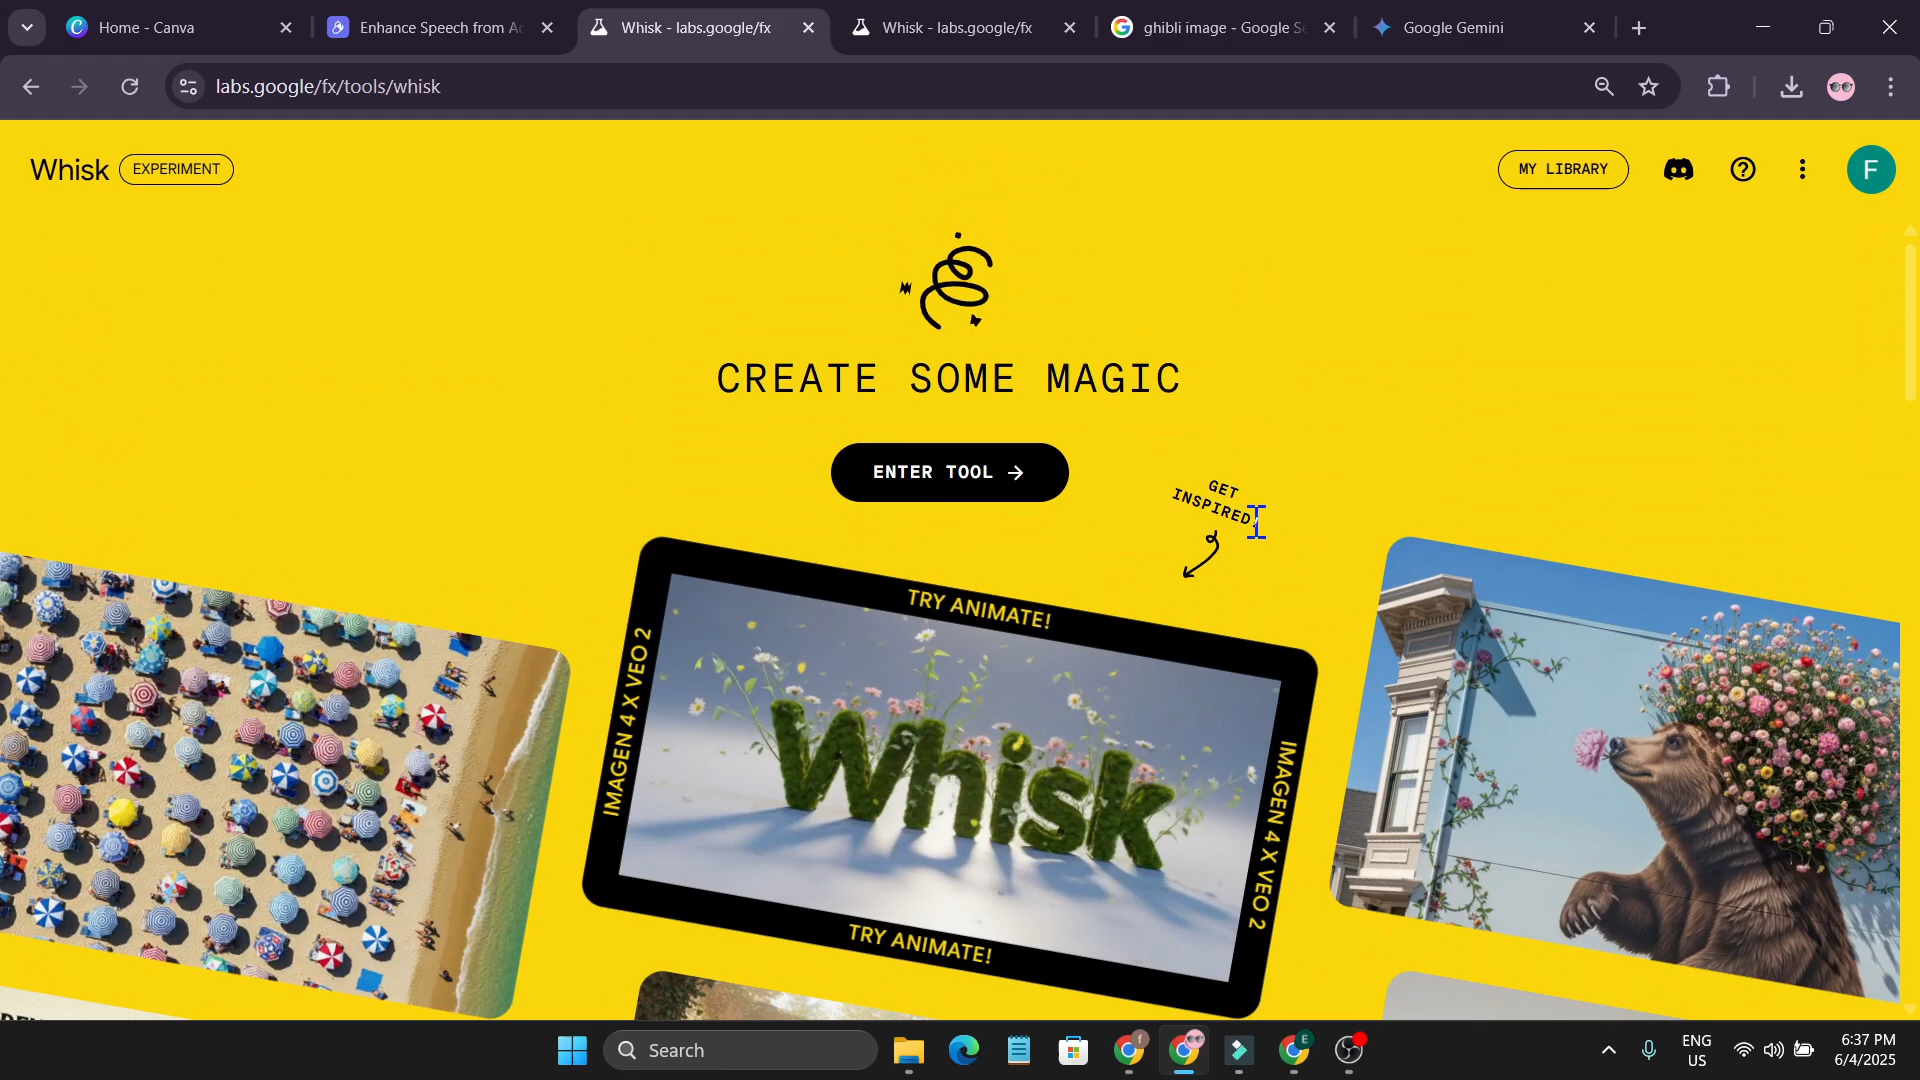 Home - Canva
Enhance Speech from Ac
Whisk - labs.google/fx
Whisk - labs.google/fx
ghibli image - Google Se
Google Gemini
labs.google/fx/tools/whisk
Whisk EXPERIMENT
MY LIBRARY
F
CREATE SOME MAGIC
ENTER TOOL →
GET
INSPIRED
TRY ANIMATE!
IMAGEN 4 X VEO 2
Whisk
IMAGEN 4 X VEO 2
TRY ANIMATE!
Search
f
E
ENG
US
6:37 PM
6/4/2025